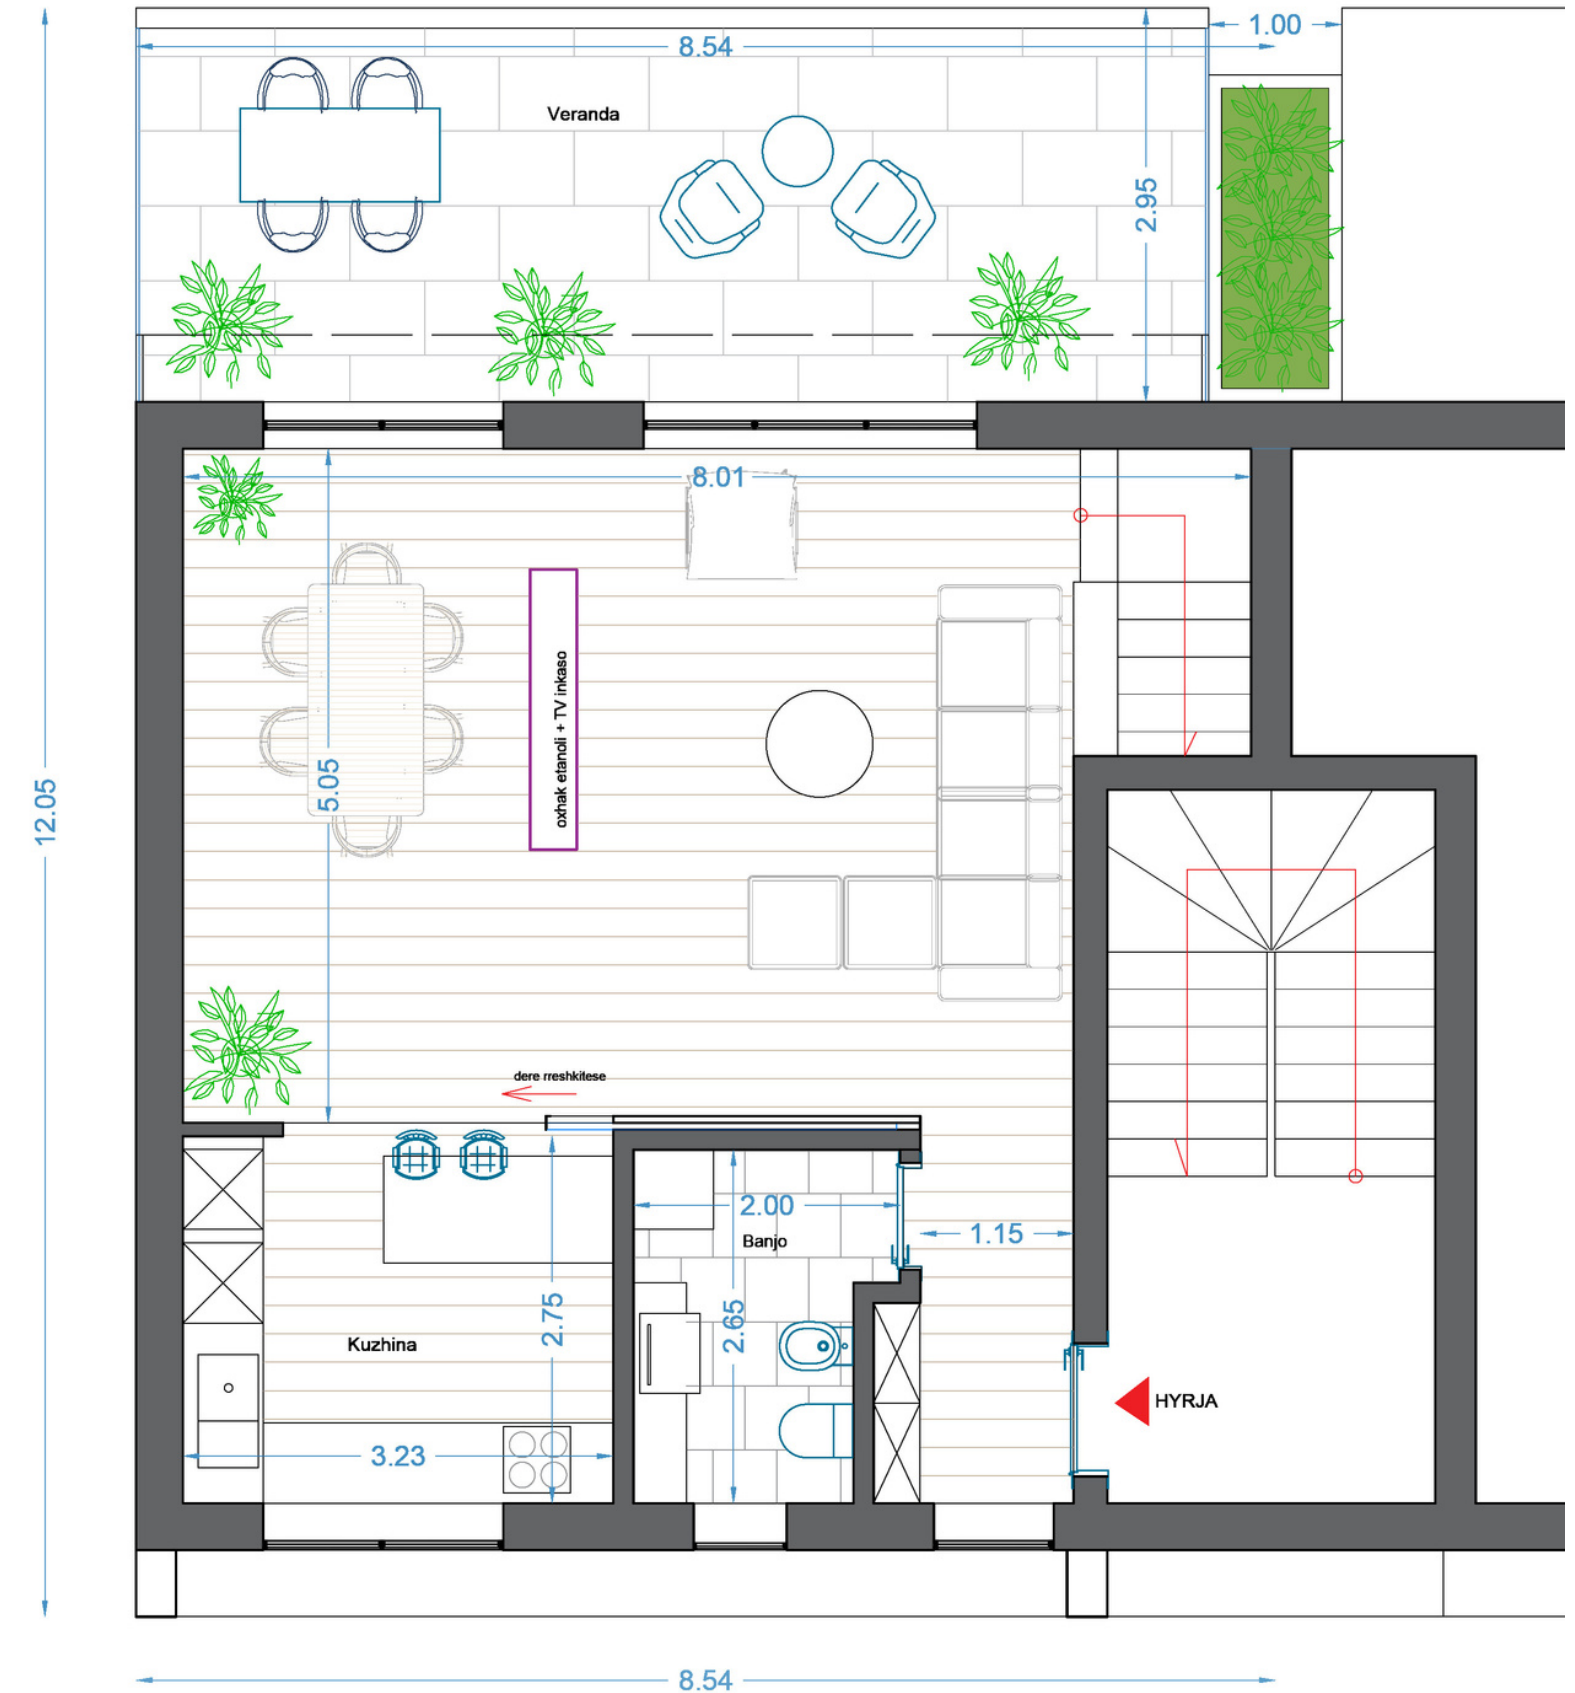 1.00
8.54
Veranda
2.95
8.01
oxhak etanoli + TV inkaso
5.05
12.05
dere rreshkitese
2.00
1.15
Banjo
2.75
2.65
Kuzhina
HYRJA
3.23
8.54